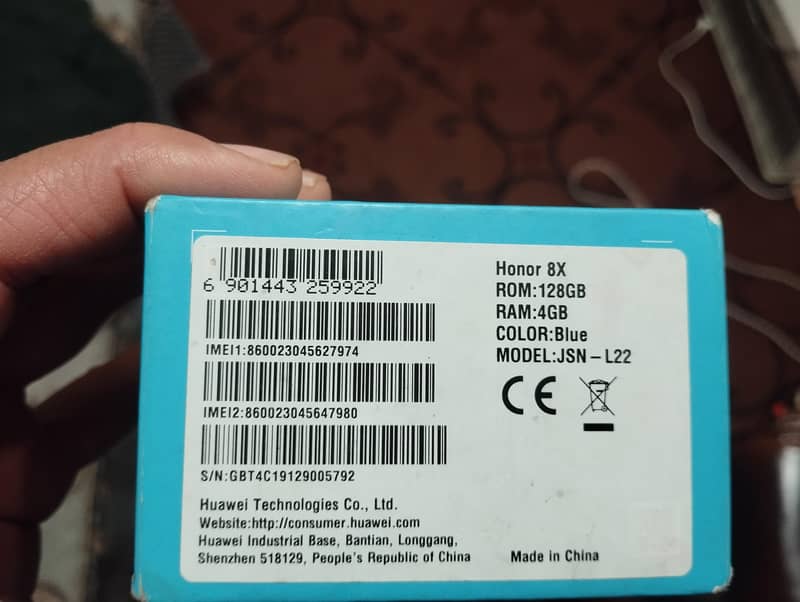 6 901443 259922
IMEI1:860023045627974
IMEI2:860023045647980
S/N:GBT4C19129005792
Honor 8X
ROM:128GB
RAM:4GB
COLOR:Blue
MODEL:JSN-L22
CE
Huawei Technologies Co., Ltd.
Website:http://consumer.huawei.com
Huawei Industrial Base, Bantian, Longgang,
Shenzhen 518129, People's Republic of China
Made in China